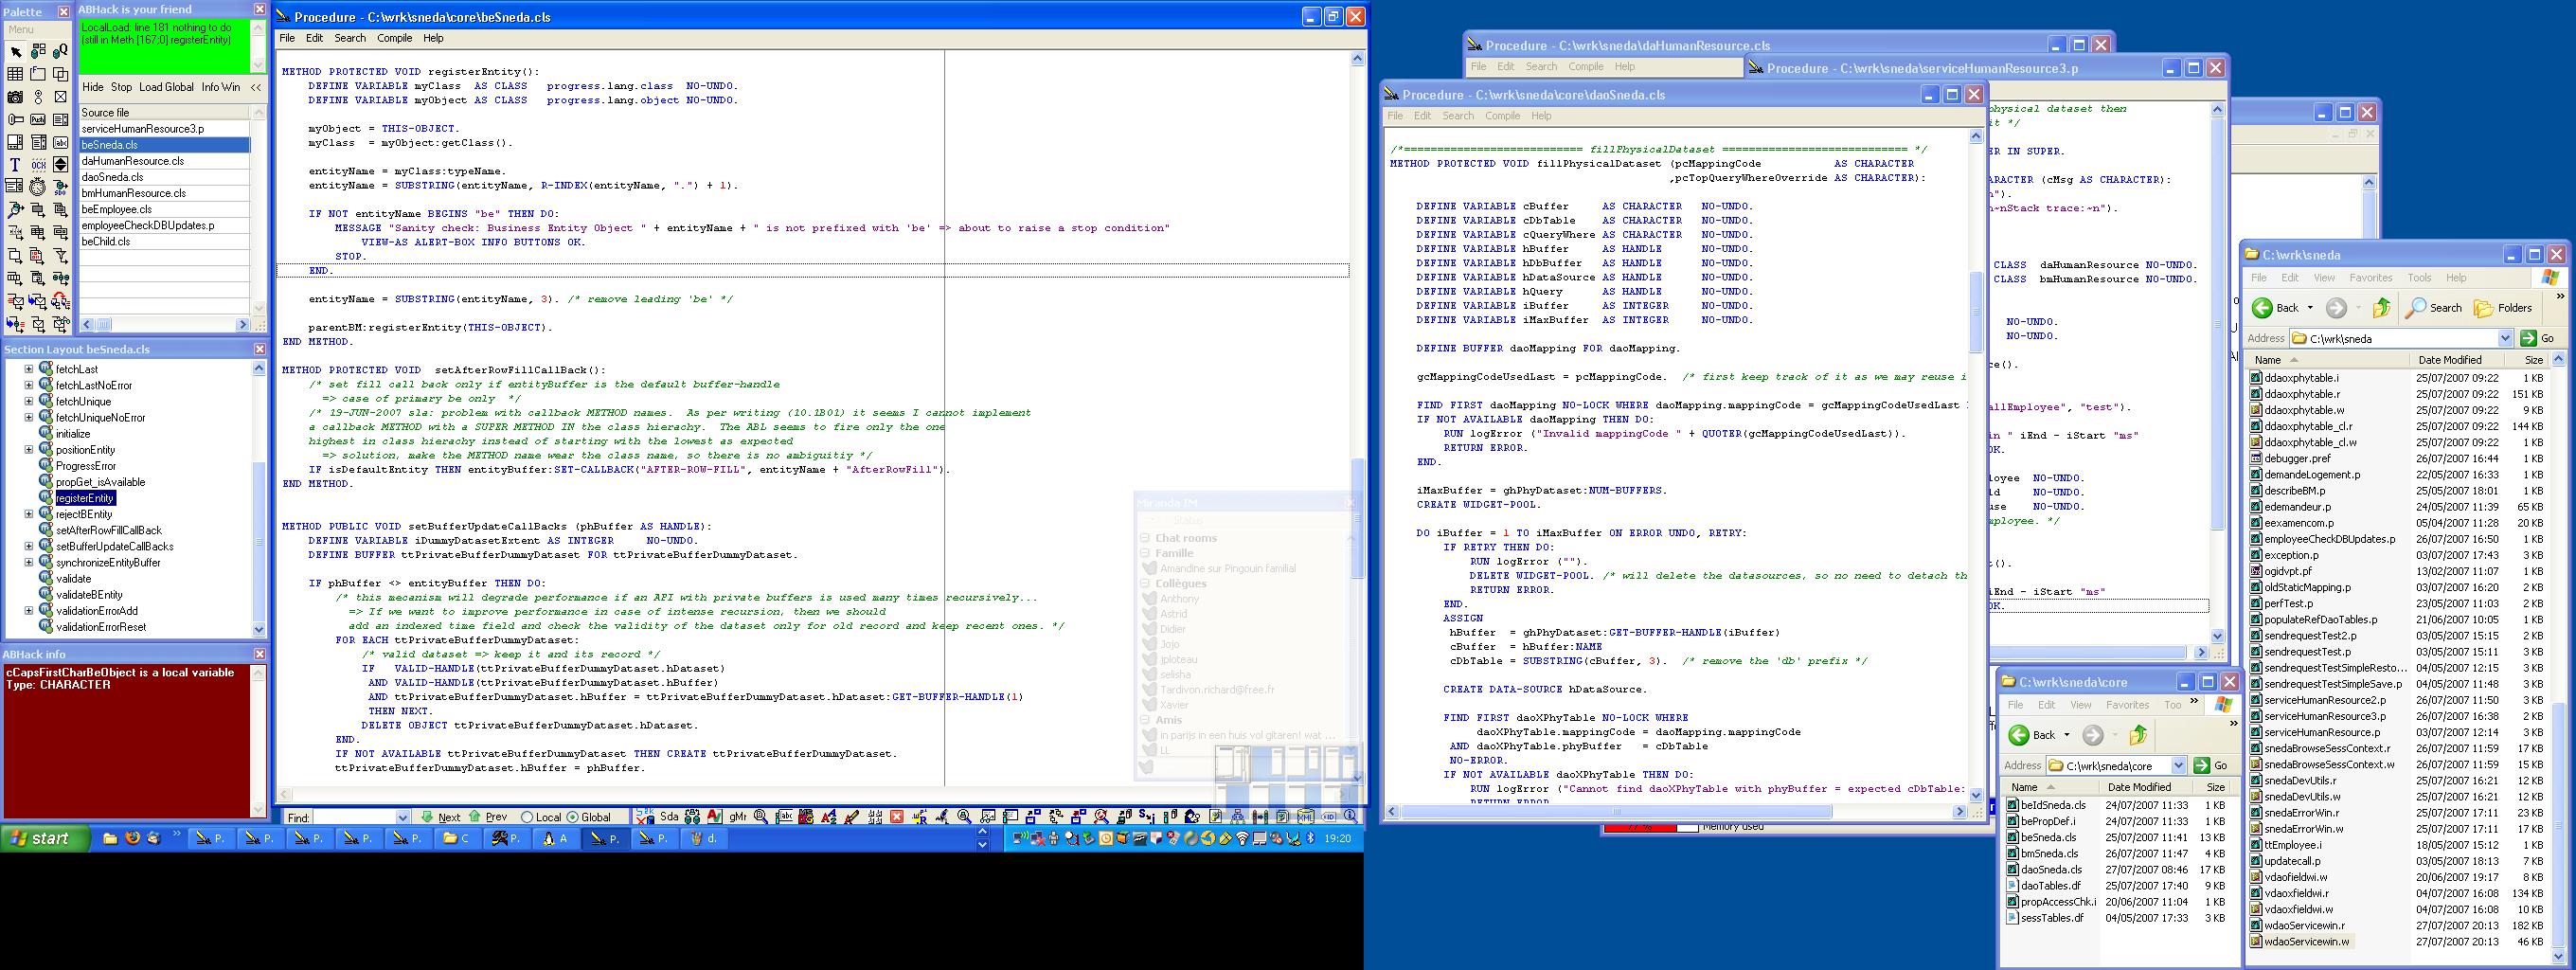 Palette
Menu
ABHack is your friend
LocalLoad: line 181 nothing to do
(still in Meth [167;0] registerEntity)
Hide Stop Load Global Info Win <<
Source file
serviceHumanResource3.p
beSneda.cls
daHumanResource.cls
daoSneda.cls
bmHumanResource.cls
beEmployee.cls
employeeCheckDBUpdates.p
beChild.cls
Section Layout beSneda.cls
fetchLast
fetchLastNoError
fetchUnique
fetchUniqueNoError
initialize
positionEntity
ProgressError
propGet_isAvailable
registerEntity
rejectBEntity
setAfterRowFillCallBack
setBufferUpdateCallBacks
synchronizeEntityBuffer
validate
validateBEntity
validationErrorAdd
validationErrorReset
ABHack info
cCapsFirstCharBeObject is a local variable
Type: CHARACTER
Procedure - C:\wrk\sneda\core\beSneda.cls
File Edit Search Compile Help
METHOD PROTECTED VOID registerEntity():
DEFINE VARIABLE myClass AS CLASS progress.lang.class NO-UNDO.
DEFINE VARIABLE myObject AS CLASS progress.lang.object NO-UNDO.
myObject = THIS-OBJECT.
myClass = myObject:getClass().
entityName = myClass:typeName.
entityName = SUBSTRING(entityName, R-INDEX(entityName, ".") + 1).
IF NOT entityName BEGINS "be" THEN DO:
MESSAGE "Sanity check: Business Entity Object " + entityName + " is not prefixed with 'be' => about to raise a stop condition"
VIEW-AS ALERT-BOX INFO BUTTONS OK.
STOP.
END.
entityName = SUBSTRING(entityName, 3). /* remove leading 'be' */
parentBM:registerEntity(THIS-OBJECT).
END METHOD.
METHOD PROTECTED VOID setAfterRowFillCallBack():
/* set fill call back only if entityBuffer is the default buffer-handle
=> case of primary be only */
/* 19-JUN-2007 sla: problem with callback METHOD names. As per writing (10.1B01) it seems I cannot implement
a callback METHOD with a SUPER METHOD IN the class hierachy. The ABL seems to fire only the one
highest in class hierachy instead of starting with the lowest as expected
=> solution, make the METHOD name wear the class name, so there is no ambiguitiy */
IF isDefaultEntity THEN entityBuffer:SET-CALLBACK("AFTER-ROW-FILL", entityName + "AfterRowFill").
END METHOD.
METHOD PUBLIC VOID setBufferUpdateCallBacks (phBuffer AS HANDLE):
DEFINE VARIABLE iDummyDatasetExtent AS INTEGER NO-UNDO.
DEFINE BUFFER ttPrivateBufferDummyDataset FOR ttPrivateBufferDummyDataset.
IF phBuffer <> entityBuffer THEN DO:
/* this mecanism will degrade performance if an API with private buffers is used many times recursively...
=> If we want to improve performance in case of intense recursion, then we should
add an indexed time field and check the validity of the dataset only for old record and keep recent ones. */
FOR EACH ttPrivateBufferDummyDataset:
/* valid dataset => keep it and its record */
IF VALID-HANDLE(ttPrivateBufferDummyDataset.hDataset)
AND VALID-HANDLE(ttPrivateBufferDummyDataset.hBuffer)
AND ttPrivateBufferDummyDataset.hBuffer = ttPrivateBufferDummyDataset.hDataset:GET-BUFFER-HANDLE(1)
THEN NEXT.
DELETE OBJECT ttPrivateBufferDummyDataset.hDataset.
END.
IF NOT AVAILABLE ttPrivateBufferDummyDataset THEN CREATE ttPrivateBufferDummyDataset.
ttPrivateBufferDummyDataset.hBuffer = phBuffer.
Miranda IM
Chat rooms
Famille
Amandine sur Pingouin familial
Collègues
Anthony
Astrid
Didier
Jojo
jploteau
selisha
Tardivon.richard@free.fr
Xavier
Amis
in parijs in een huis vol gitaren! wat ...
LL
Find: Next Prev Local Global
Sda
start
P. P. P. P. P. C P. A P. P. d.
19:20
Procedure - C:\wrk\sneda\daHumanResource.cls
File Edit Search Compile Help
Procedure - C:\wrk\sneda\serviceHumanResource3.p
physical dataset then
it */
ER IN SUPER.
ARACTER (cMsg AS CHARACTER):
n").
~nStack trace:~n").
CLASS daHumanResource NO-UNDO.
CLASS bmHumanResource NO-UNDO.
NO-UNDO.
NO-UNDO.
ce().
allEmployee", "test").
in " iEnd - iStart "ms"
OK.
loyee NO-UNDO.
ld NO-UNDO.
use NO-UNDO.
mployee. */
t().
iEnd - iStart "ms"
OK.
Procedure - C:\wrk\sneda\core\daoSneda.cls
File Edit Search Compile Help
/*=========================== fillPhysicalDataset ============================ */
METHOD PROTECTED VOID fillPhysicalDataset (pcMappingCode AS CHARACTER
,pcTopQueryWhereOverride AS CHARACTER):
DEFINE VARIABLE cBuffer AS CHARACTER NO-UNDO.
DEFINE VARIABLE cDbTable AS CHARACTER NO-UNDO.
DEFINE VARIABLE cQueryWhere AS CHARACTER NO-UNDO.
DEFINE VARIABLE hBuffer AS HANDLE NO-UNDO.
DEFINE VARIABLE hDbBuffer AS HANDLE NO-UNDO.
DEFINE VARIABLE hDataSource AS HANDLE NO-UNDO.
DEFINE VARIABLE hQuery AS HANDLE NO-UNDO.
DEFINE VARIABLE iBuffer AS INTEGER NO-UNDO.
DEFINE VARIABLE iMaxBuffer AS INTEGER NO-UNDO.
DEFINE BUFFER daoMapping FOR daoMapping.
gcMappingCodeUsedLast = pcMappingCode. /* first keep track of it as we may reuse i
FIND FIRST daoMapping NO-LOCK WHERE daoMapping.mappingCode = gcMappingCodeUsedLast
IF NOT AVAILABLE daoMapping THEN DO:
RUN logError ("Invalid mappingCode " + QUOTER(gcMappingCodeUsedLast)).
RETURN ERROR.
END.
iMaxBuffer = ghPhyDataset:NUM-BUFFERS.
CREATE WIDGET-POOL.
DO iBuffer = 1 TO iMaxBuffer ON ERROR UNDO, RETRY:
IF RETRY THEN DO:
RUN logError ("").
DELETE WIDGET-POOL. /* will delete the datasources, so no need to detach th
RETURN ERROR.
END.
ASSIGN
hBuffer = ghPhyDataset:GET-BUFFER-HANDLE(iBuffer)
cBuffer = hBuffer:NAME
cDbTable = SUBSTRING(cBuffer, 3). /* remove the 'db' prefix */
CREATE DATA-SOURCE hDataSource.
FIND FIRST daoXPhyTable NO-LOCK WHERE
daoXPhyTable.mappingCode = daoMapping.mappingCode
AND daoXPhyTable.phyBuffer = cDbTable
NO-ERROR.
IF NOT AVAILABLE daoXPhyTable THEN DO:
RUN logError ("Cannot find daoXPhyTable with phyBuffer = expected cDbTable:
RETURN ERROR
77 % Memory used
C:\wrk\sneda\core
File Edit View Favorites Too »
Back
Address C:\wrk\sneda\core Go
Name Date Modified Size
beIdSneda.cls 24/07/2007 11:33 1 KB
bePropDef.i 24/07/2007 11:33 1 KB
beSneda.cls 25/07/2007 11:41 13 KB
bmSneda.cls 26/07/2007 11:47 4 KB
daoSneda.cls 27/07/2007 08:46 17 KB
daoTables.df 25/07/2007 17:40 9 KB
propAccessChk.i 20/06/2007 11:04 1 KB
sessTables.df 04/05/2007 17:33 3 KB
C:\wrk\sneda
File Edit View Favorites Tools Help
Back Search Folders »
Address C:\wrk\sneda Go
Name Date Modified Size
ddaoxphytable.i 25/07/2007 09:22 1 KB
ddaoxphytable.r 25/07/2007 09:22 151 KB
ddaoxphytable.w 25/07/2007 09:22 9 KB
ddaoxphytable_cl.r 25/07/2007 09:22 144 KB
ddaoxphytable_cl.w 25/07/2007 09:22 1 KB
debugger.pref 26/07/2007 16:44 1 KB
demandeLogement.p 22/05/2007 16:33 1 KB
describeBM.p 25/05/2007 18:01 1 KB
edemandeur.p 24/05/2007 11:39 65 KB
eexamencom.p 05/04/2007 11:28 20 KB
employeeCheckDBUpdates.p 26/07/2007 16:50 1 KB
exception.p 03/07/2007 17:43 3 KB
ogidvpt.pf 13/02/2007 11:07 1 KB
oldStaticMapping.p 03/07/2007 16:20 2 KB
perfTest.p 23/05/2007 11:03 2 KB
populateRefDaoTables.p 21/06/2007 10:05 1 KB
sendrequestTest2.p 03/05/2007 15:15 2 KB
sendrequestTest.p 03/05/2007 15:11 3 KB
sendrequestTestSimpleResto... 04/05/2007 12:15 3 KB
sendrequestTestSimpleSave.p 04/05/2007 11:48 3 KB
serviceHumanResource2.p 26/07/2007 11:50 3 KB
serviceHumanResource3.p 26/07/2007 16:38 2 KB
serviceHumanResource.p 03/07/2007 12:14 3 KB
snedaBrowseSessContext.r 26/07/2007 11:59 17 KB
snedaBrowseSessContext.w 26/07/2007 11:59 15 KB
snedaDevUtils.r 25/07/2007 16:21 12 KB
snedaDevUtils.w 25/07/2007 16:21 12 KB
snedaErrorWin.r 25/07/2007 17:11 23 KB
snedaErrorWin.w 25/07/2007 17:11 17 KB
ttEmployee.i 18/05/2007 15:12 1 KB
updatecall.p 03/05/2007 18:13 7 KB
vdaofieldwi.w 20/06/2007 19:17 8 KB
vdaoxfieldwi.r 04/07/2007 16:08 134 KB
vdaoxfieldwi.w 04/07/2007 16:08 10 KB
wdaoServicewin.r 27/07/2007 20:13 182 KB
wdaoServicewin.w 27/07/2007 20:13 46 KB